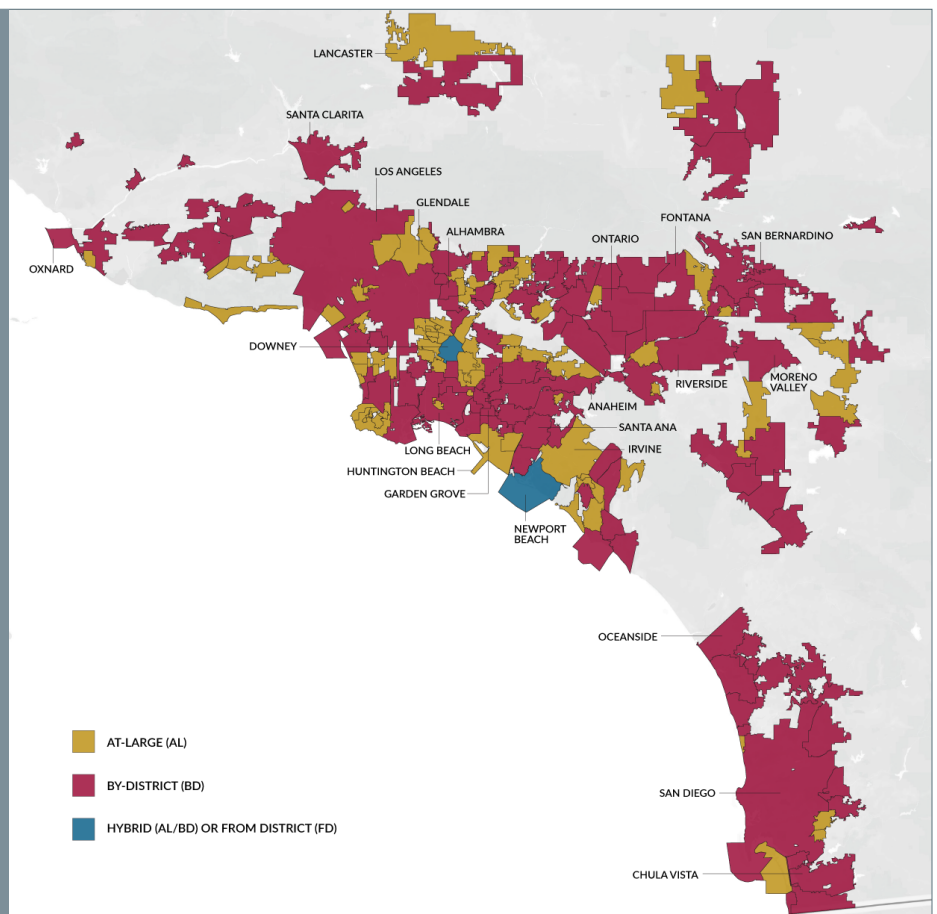 LANCASTER
SANTA CLARITA
LOS ANGELES
GLENDALE
ALHAMBRA
ONTARIO
FONTANA
SAN BERNARDINO
OXNARD
DOWNEY
RIVERSIDE
MORENO
VALLEY
ANAHEIM
SANTA ANA
LONG BEACH
IRVINE
HUNTINGTON BEACH
GARDEN GROVE
NEWPORT
BEACH
OCEANSIDE
AT-LARGE (AL)
BY-DISTRICT (BD)
SAN DIEGO
HYBRID (AL/BD) OR FROM DISTRICT (FD)
CHULA VISTA